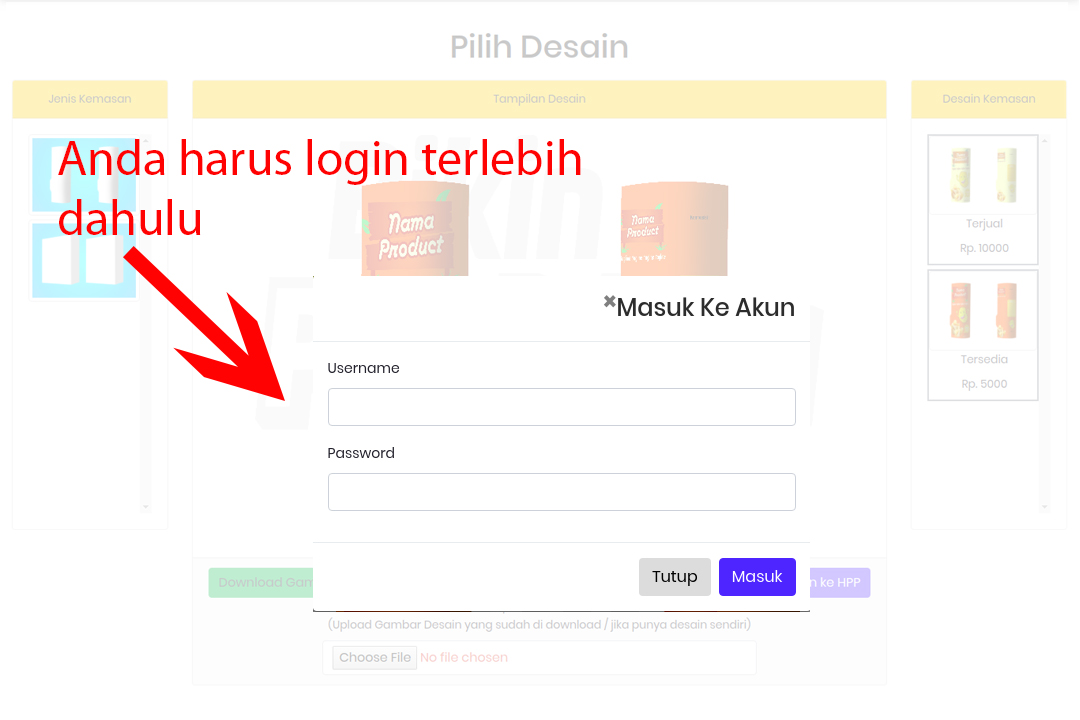 Pilih Desain
Jenis Kemasan
Tampilan Desain
Desain Kemasan
Anda harus login terlebih
dahulu
Nama
Product
Nama
Product
Terjual
Rp. 10000
Tersedia
Rp. 5000
×Masuk Ke Akun
Username
Password
Tutup
Masuk
Download Gam
n ke HPP
(Upload Gambar Desain yang sudah di download / jika punya desain sendiri)
Choose File No file chosen